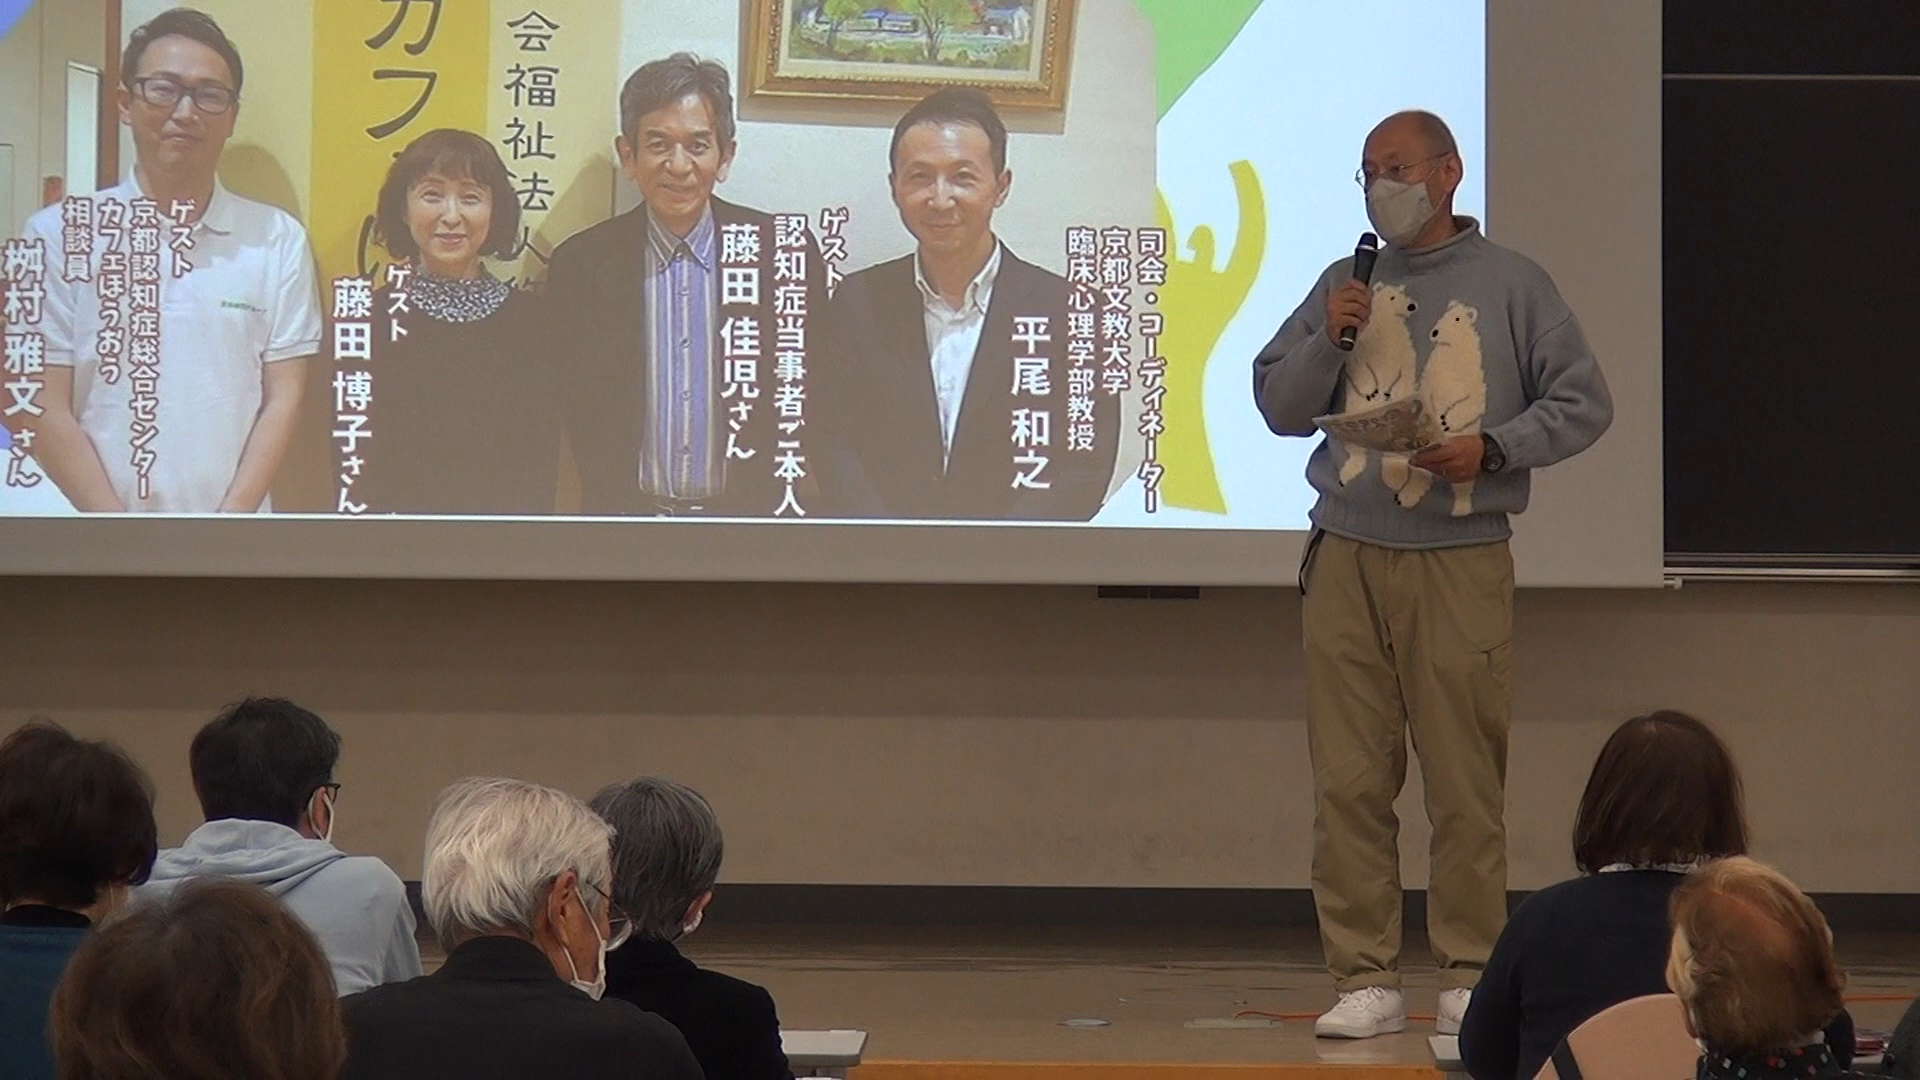 カフェ
会福祉法人
司会・コーディネーター
京都文教大学
臨床心理学部教授
平尾 和之
ゲスト
認知症当事者ご本人
藤田 佳児さん
ゲスト
藤田 博子さん
ゲスト
京都認知症総合センター
カフェほうおう
相談員
桝村 雅文さん